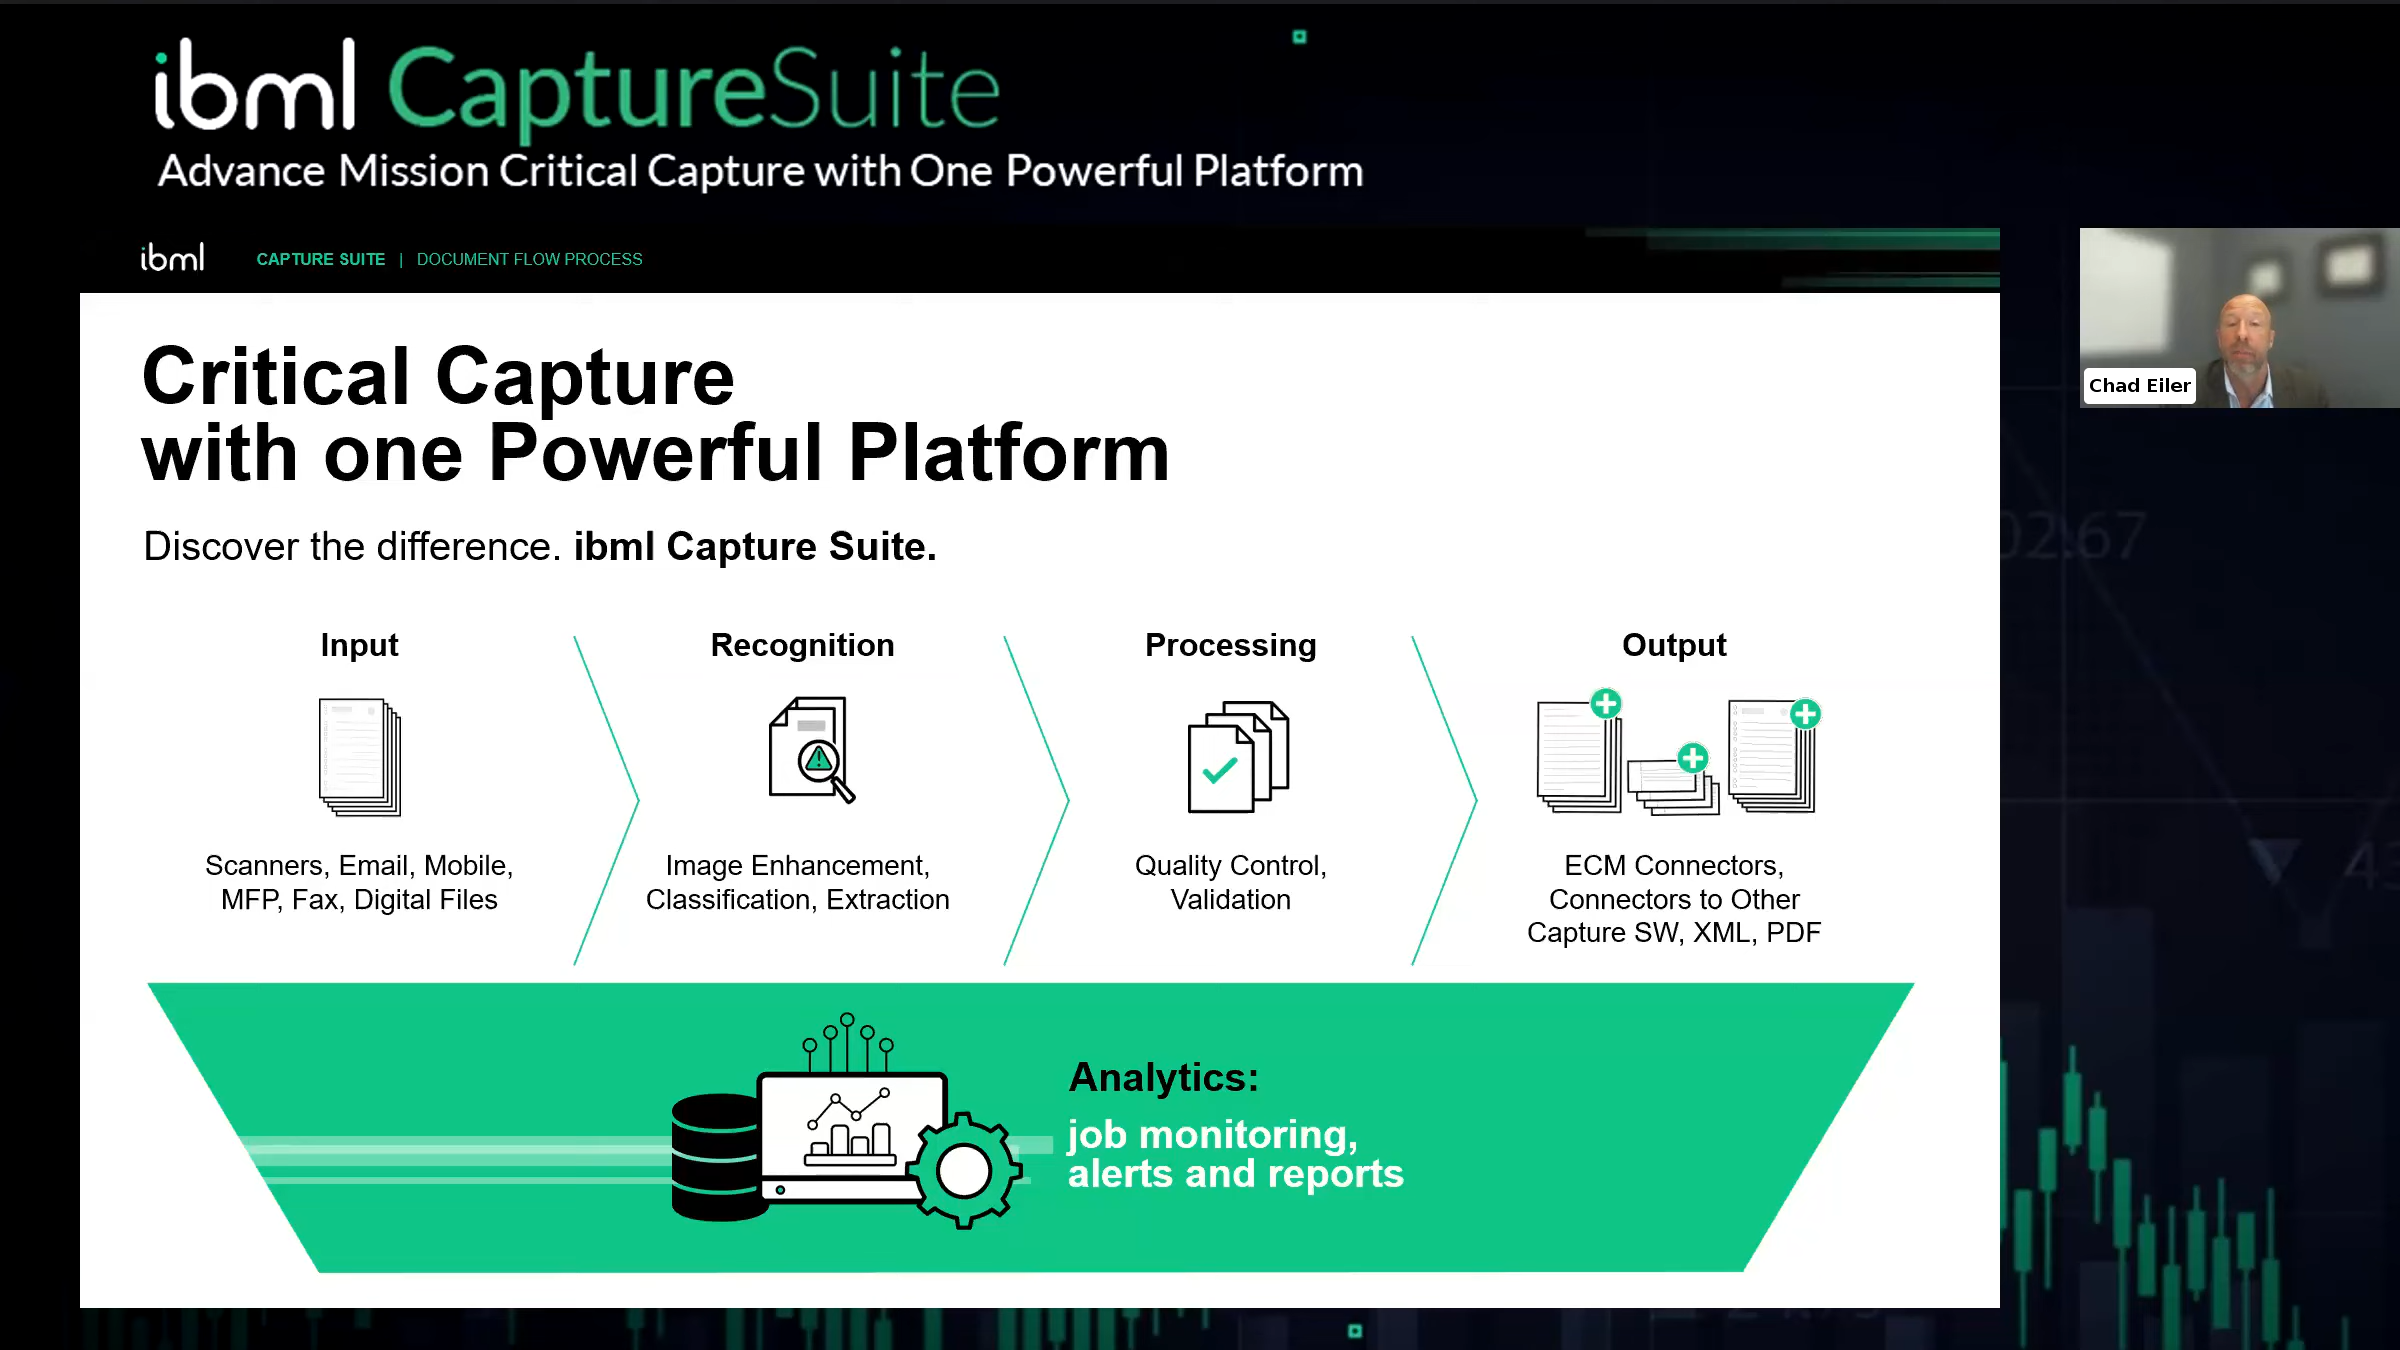 ibml CaptureSuite
Advance Mission Critical Capture with One Powerful Platform
ibml CAPTURE SUITE | DOCUMENT FLOW PROCESS
Chad Eiler
Critical Capture
with one Powerful Platform
Discover the difference. ibml Capture Suite.
Input
Scanners, Email, Mobile,
MFP, Fax, Digital Files
Recognition
Image Enhancement,
Classification, Extraction
Processing
Quality Control,
Validation
Output
ECM Connectors,
Connectors to Other
Capture SW, XML, PDF
Analytics:
job monitoring,
alerts and reports
02.67